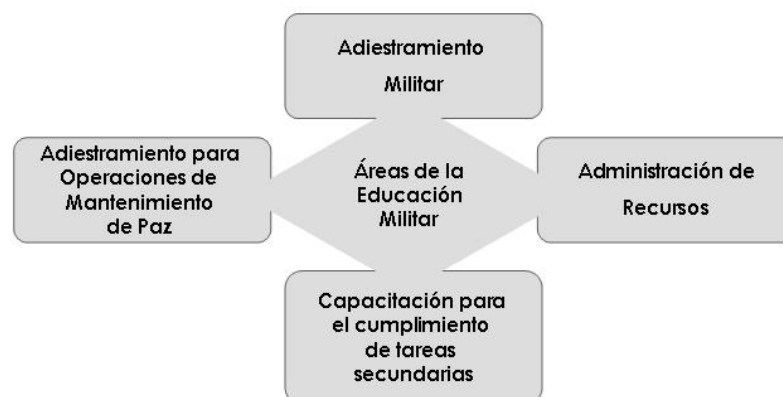 Adiestramiento
Militar
Adiestramiento para
Operaciones de
Mantenimiento
de Paz
Áreas de la
Educación
Militar
Administración de
Recursos
Capacitación para
el cumplimiento
de tareas
secundarias